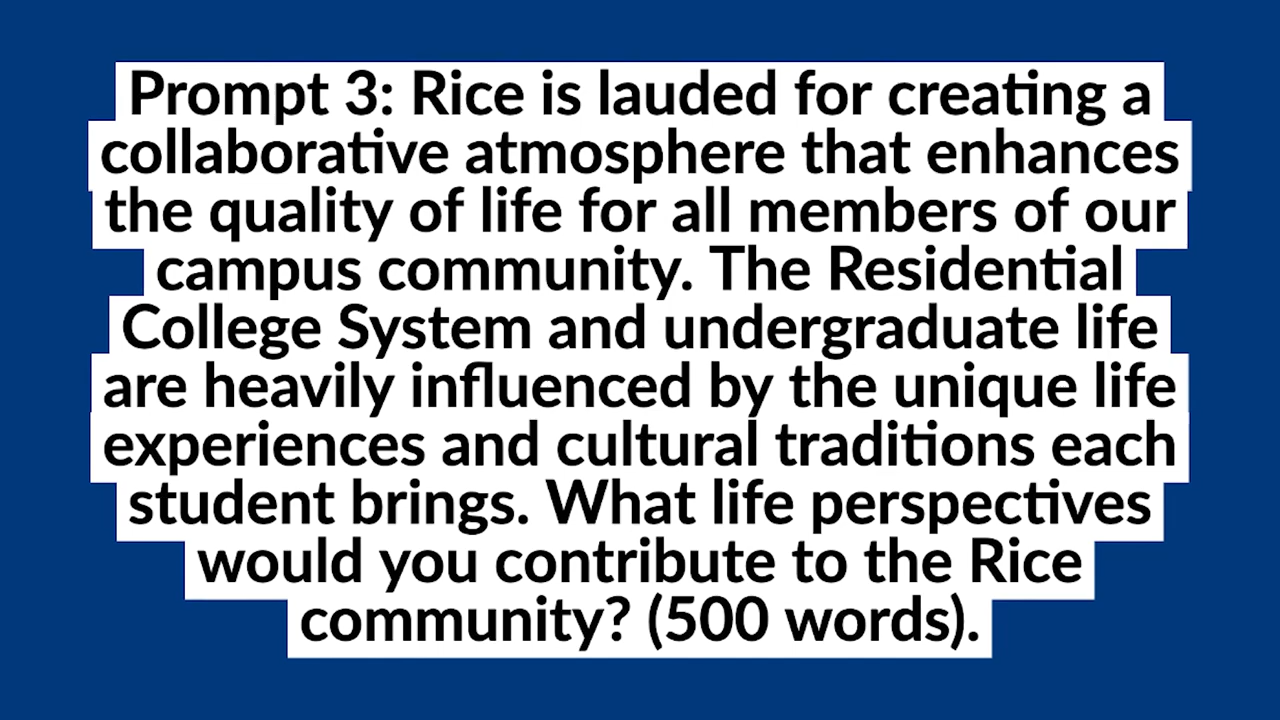 Prompt 3: Rice is lauded for creating a
collaborative atmosphere that enhances
the quality of life for all members of our
campus community. The Residential
College System and undergraduate life
are heavily influenced by the unique life
experiences and cultural traditions each
student brings. What life perspectives
would you contribute to the Rice
community? (500 words).